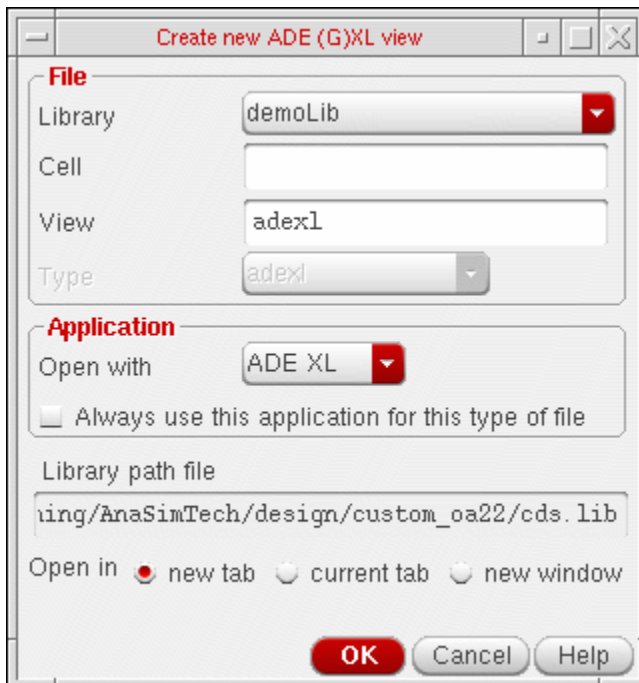 Create new ADE (G)XL view
File
Library demoLib
Cell
View adexl
Type adexl
Application
Open with ADE XL
Always use this application for this type of file
Library path file
ning/AnaSimTech/design/custom_oa22/cds.lib
Open in new tab current tab new window
OK Cancel Help